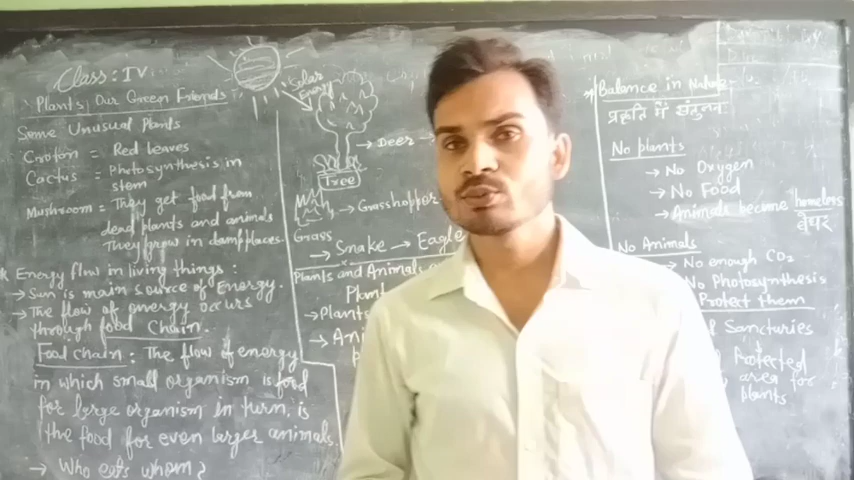 Class: IV
Plants: Our Green Friends
Some Unusual Plants
Croton = Red leaves
Cactus = Photosynthesis in
stem
Mushroom = They get food from
dead plants and animals
They grow in damp places.
Energy flow in living things:
→ Sun is main source of Energy.
→ The flow of energy occurs
through food Chain.
Food chain: The flow of energy
in which small organism is food
for large organism in turn, is
the food for even larger animals.
→ Who eats whom?
Solar
Energy
→ Deer →
Tree
→ Grasshopper
Grass
→ Snake → Eagle
Plants and Animal
Plant
→ Plants
→ Ani
Balance in Nature
प्रकृति में संतुलन
No plants
→ No Oxygen
→ No Food
→ Animals become homeless
बेघर
No Animals
→ No enough CO2
No Photosynthesis
Protect them
Sancturies
Protected
area for
plants